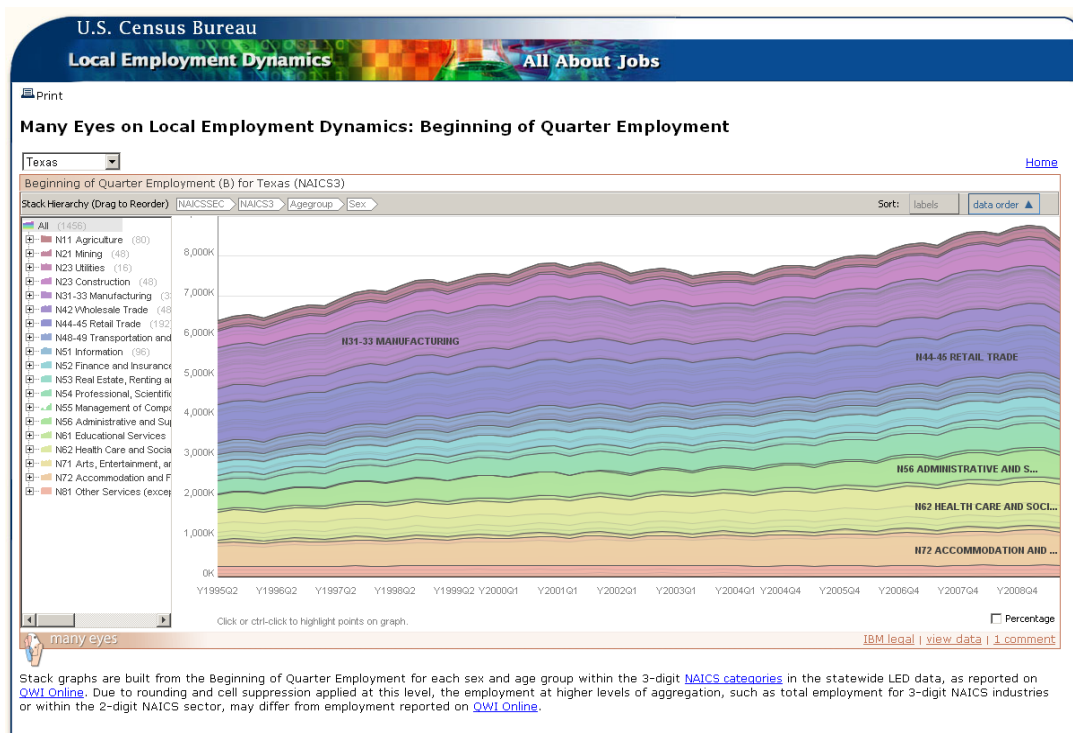 U.S. Census Bureau
Local Employment Dynamics
All About Jobs
Print
Many Eyes on Local Employment Dynamics: Beginning of Quarter Employment
Texas
Home
Beginning of Quarter Employment (B) for Texas (NAICS3)
Stack Hierarchy (Drag to Reorder) NAICSSEC NAICS3 Agegroup Sex Sort: labels data order ▲
All (1456)
N11 Agriculture (80)
N21 Mining (48)
N23 Utilities (16)
N23 Construction (48)
N31-33 Manufacturing (3
N42 Wholesale Trade (48
N44-45 Retail Trade (192)
N48-49 Transportation and
N51 Information (96)
N52 Finance and Insurance
N53 Real Estate, Renting ar
N54 Professional, Scientific
N55 Management of Compa
N56 Administrative and Sup
N61 Educational Services
N62 Health Care and Socia
N71 Arts, Entertainment, ar
N72 Accommodation and F
N81 Other Services (excep
8,000K
7,000K
6,000K
5,000K
4,000K
3,000K
2,000K
1,000K
0K
N31-33 MANUFACTURING
N44-45 RETAIL TRADE
N56 ADMINISTRATIVE AND S...
N62 HEALTH CARE AND SOCI...
N72 ACCOMMODATION AND ...
Y1995Q2 Y1996Q2 Y1997Q2 Y1998Q2 Y1999Q2 Y2000Q1 Y2001Q1 Y2002Q1 Y2003Q1 Y2004Q1 Y2004Q4 Y2005Q4 Y2006Q4 Y2007Q4 Y2008Q4
Click or ctrl-click to highlight points on graph.
Percentage
many eyes
IBM legal | view data | 1 comment
Stack graphs are built from the Beginning of Quarter Employment for each sex and age group within the 3-digit NAICS categories in the statewide LED data, as reported on
QWI Online. Due to rounding and cell suppression applied at this level, the employment at higher levels of aggregation, such as total employment for 3-digit NAICS industries
or within the 2-digit NAICS sector, may differ from employment reported on QWI Online.